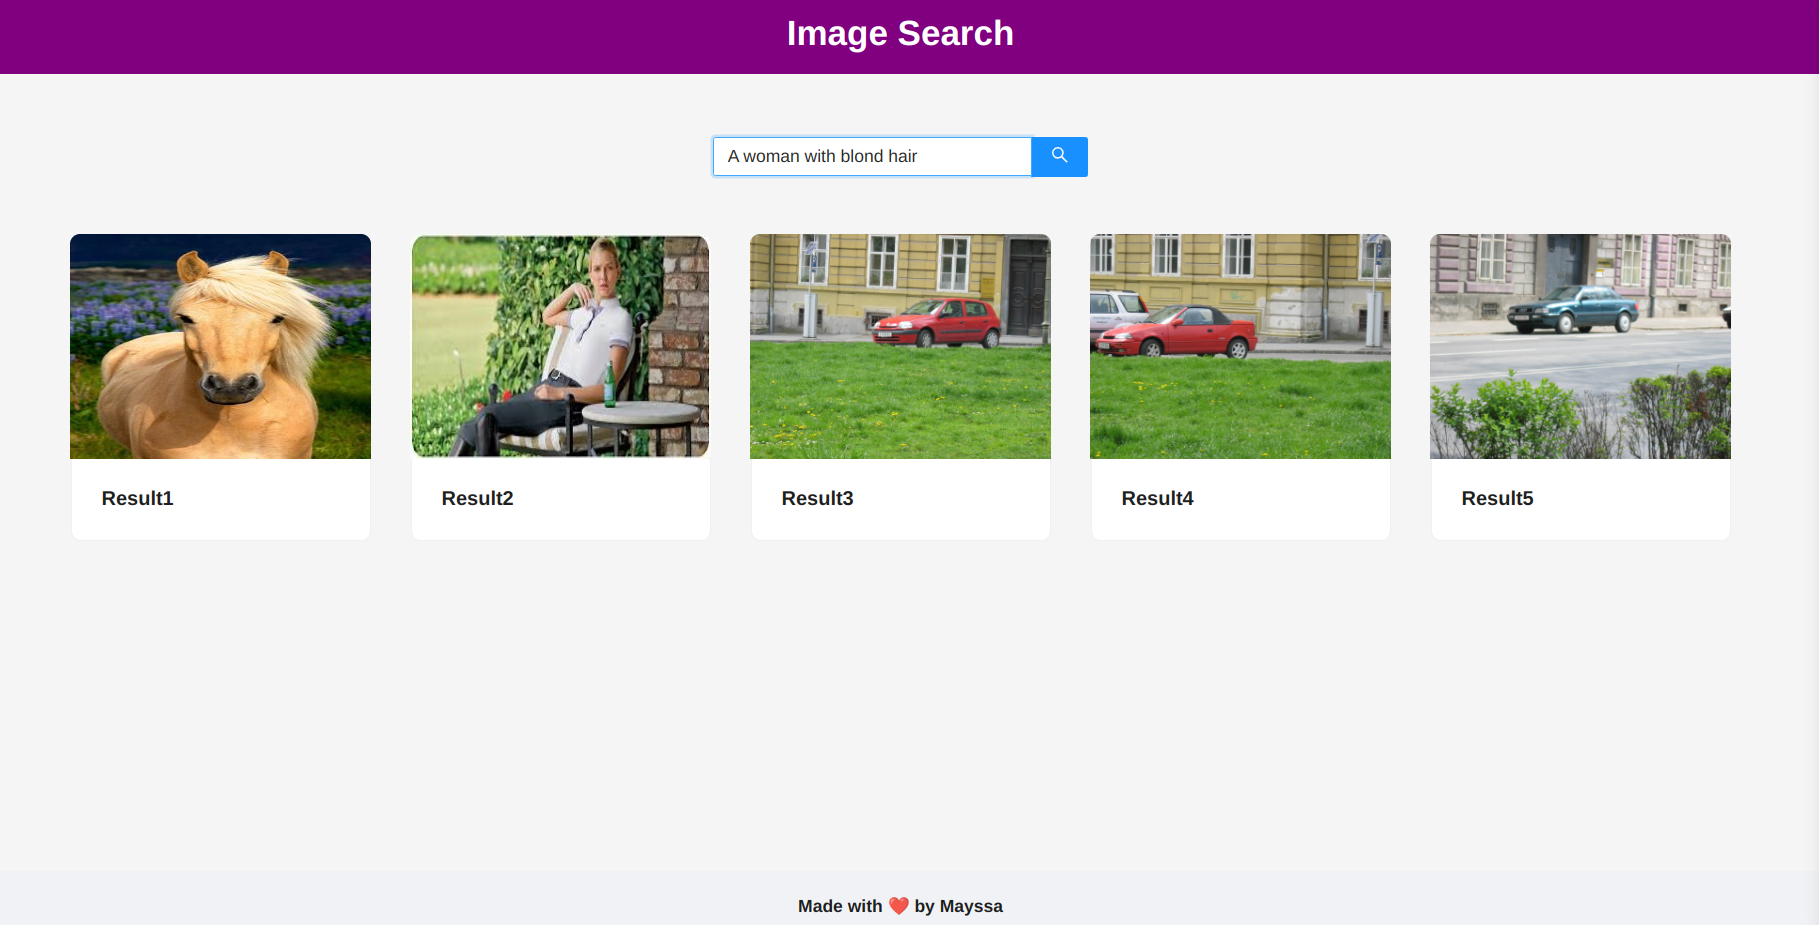 Image Search
A woman with blond hair
Result1
Result2
Result3
Result4
Result5
Made with ❤️ by Mayssa